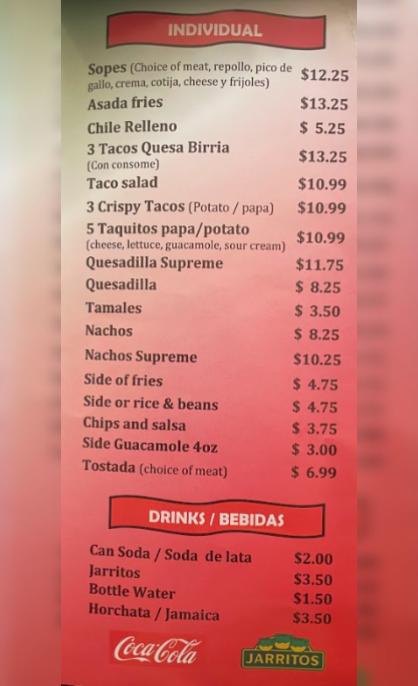 INDIVIDUAL
Sopes (Choice of meat, repollo, pico de
gallo, crema, cotija, cheese y frijoles) $12.25
Asada fries $13.25
Chile Relleno $ 5.25
3 Tacos Quesa Birria
(Con consome) $13.25
Taco salad $10.99
3 Crispy Tacos (Potato / papa) $10.99
5 Taquitos papa/potato
(cheese, lettuce, guacamole, sour cream) $10.99
Quesadilla Supreme $11.75
Quesadilla $ 8.25
Tamales $ 3.50
Nachos $ 8.25
Nachos Supreme $10.25
Side of fries $ 4.75
Side or rice & beans $ 4.75
Chips and salsa $ 3.75
Side Guacamole 4oz $ 3.00
Tostada (choice of meat) $ 6.99
DRINKS / BEBIDAS
Can Soda / Soda de lata $2.00
Jarritos $3.50
Bottle Water $1.50
Horchata / Jamaica $3.50
Coca-Cola JARRITOS